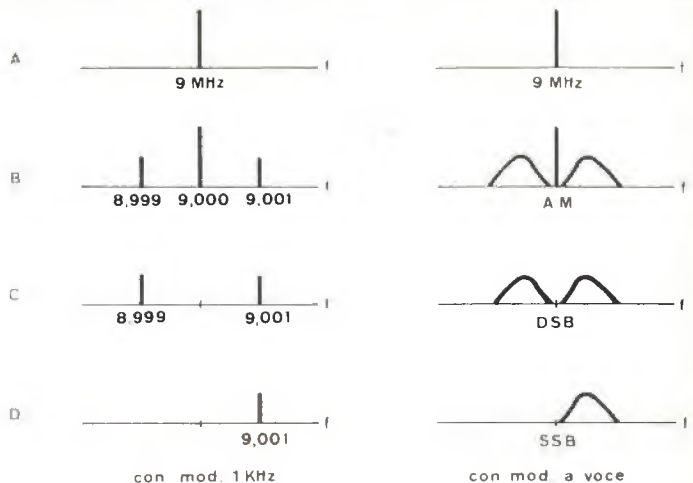 A
f
f
9 MHz
9 MHz
B
f
f
8,999 9,000 9,001
AM
C
f
f
8,999 9,001
DSB
D
f
f
9,001
SSB
con mod. 1 KHz
con mod. a voce